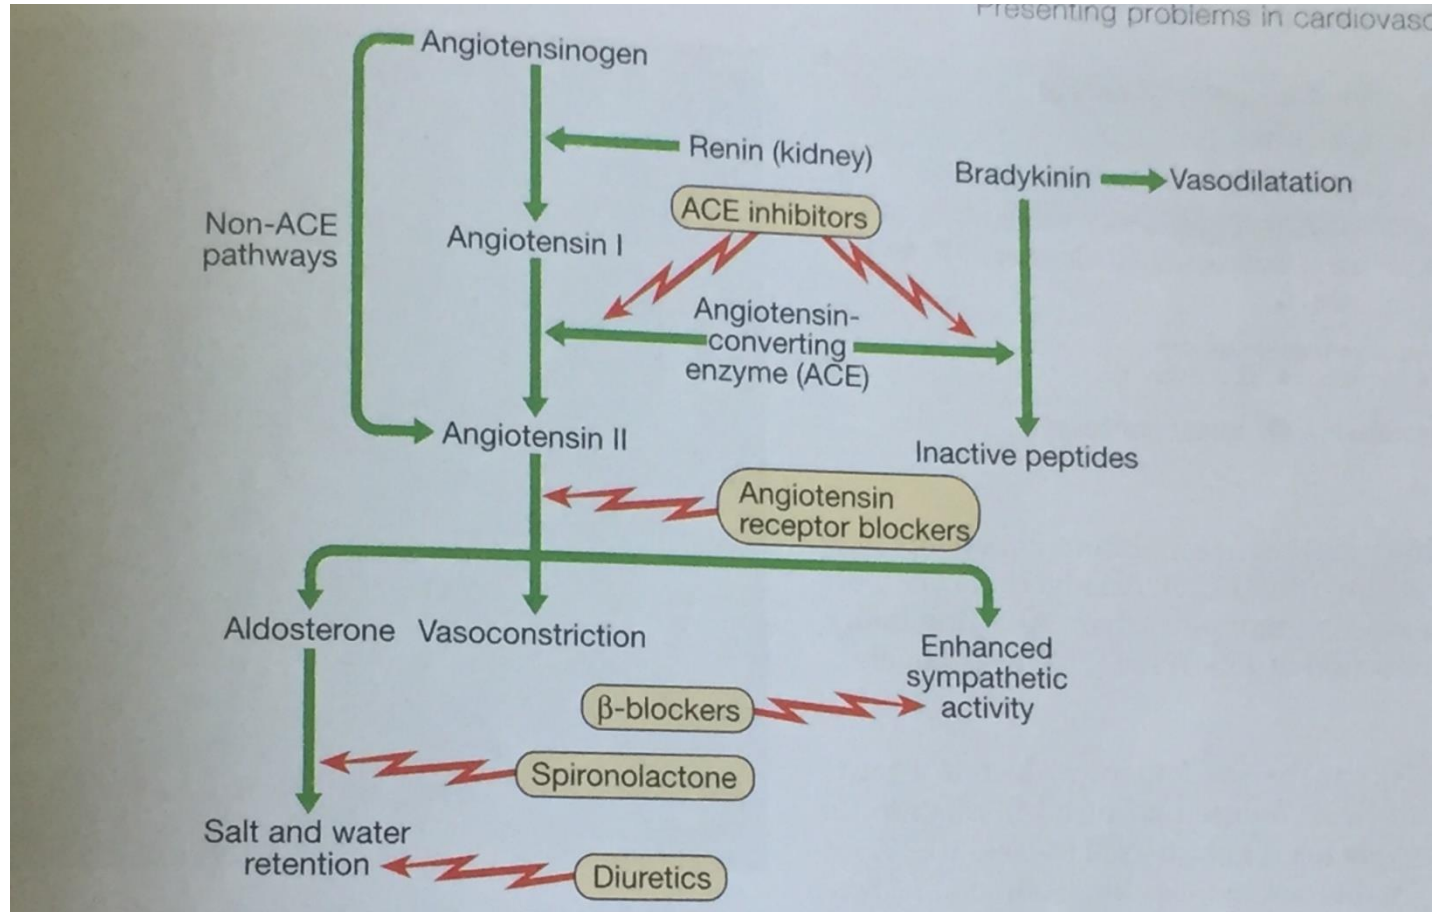 Presenting problems in
Angiotensinogen
Renin (kidney)
Bradykinin
Vasodilatation
ACE inhibitors
Non-ACE
pathways
Angiotensin I
Angiotensin-
converting
enzyme (ACE)
Angiotensin II
Inactive peptides
Angiotensin
receptor blockers
Aldosterone
Vasoconstriction
Enhanced
sympathetic
activity
β-blockers
Spironolactone
Salt and water
retention
Diuretics